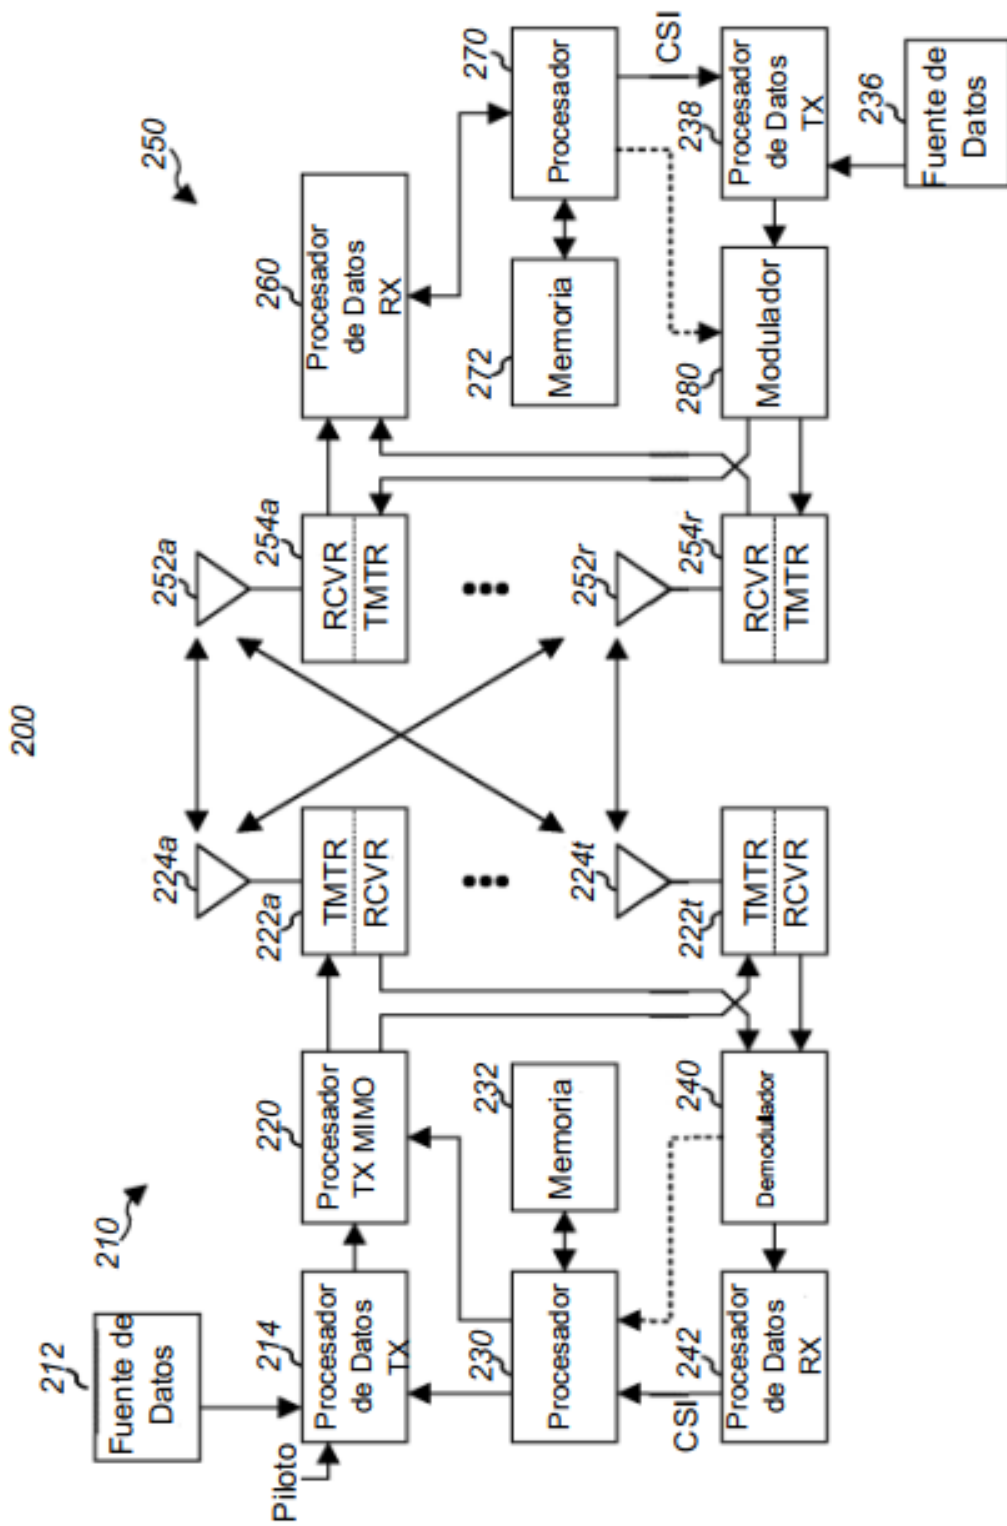 200
210
250
212
Fuente de
Datos
Piloto
214
Procesador
de Datos
TX
220
Procesador
TX MIMO
222a
TMTR
RCVR
224a
252a
254a
RCVR
TMTR
260
Procesador
de Datos
RX
230
Procesador
232
Memoria
272
Memoria
270
Procesador
CSI
242
Procesador
de Datos
RX
240
Demodulador
222t
TMTR
RCVR
224t
252r
254r
RCVR
TMTR
280
Modulador
238
Procesador
de Datos
TX
CSI
236
Fuente de
Datos